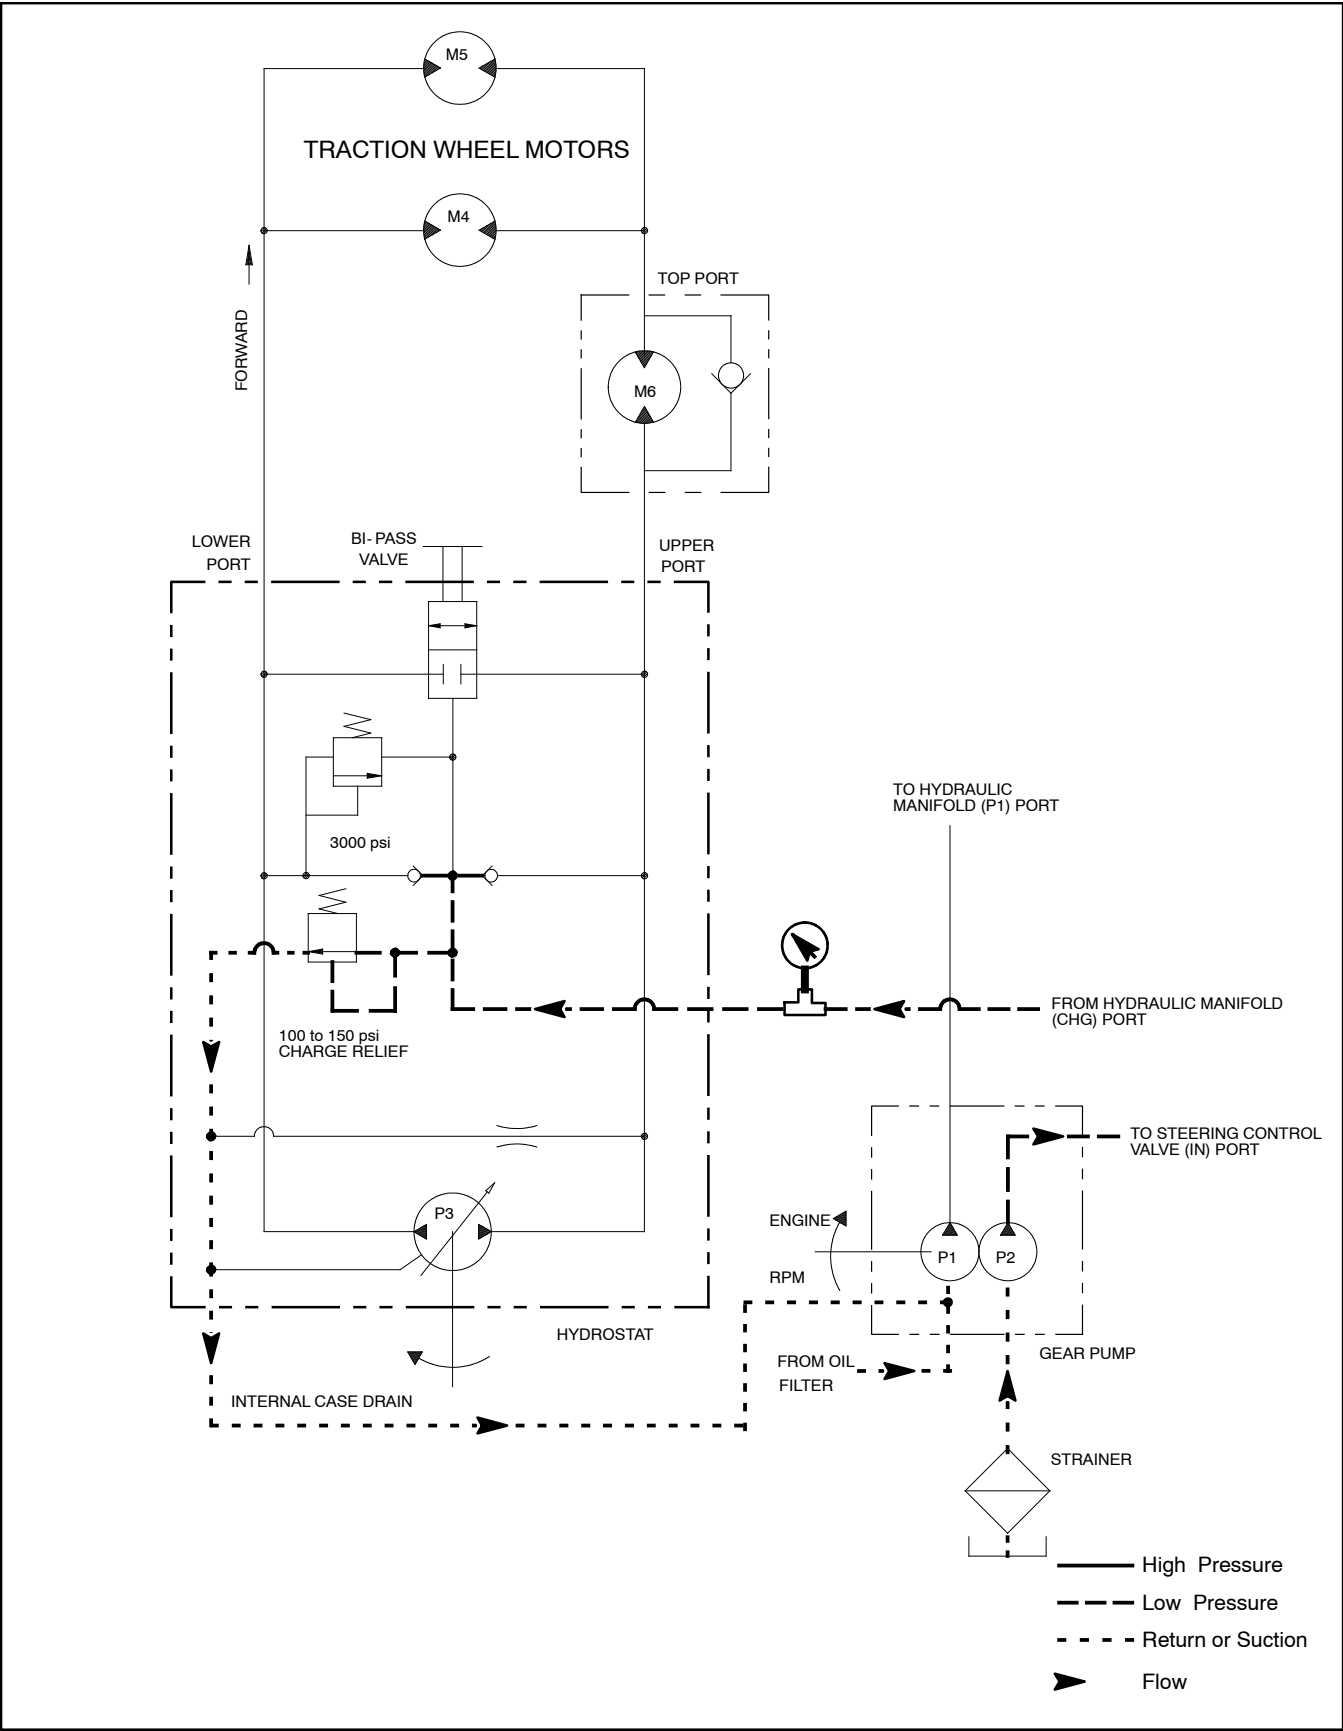 M5
TRACTION WHEEL MOTORS
M4
TOP PORT
FORWARD
M6
LOWER
PORT
BI- PASS
VALVE
UPPER
PORT
3000 psi
TO HYDRAULIC
MANIFOLD (P1) PORT
FROM HYDRAULIC MANIFOLD
(CHG) PORT
100 to 150 psi
CHARGE RELIEF
TO STEERING CONTROL
VALVE (IN) PORT
P3
ENGINE
RPM
P1
P2
HYDROSTAT
GEAR PUMP
FROM OIL
FILTER
INTERNAL CASE DRAIN
STRAINER
High Pressure
Low Pressure
Return or Suction
Flow